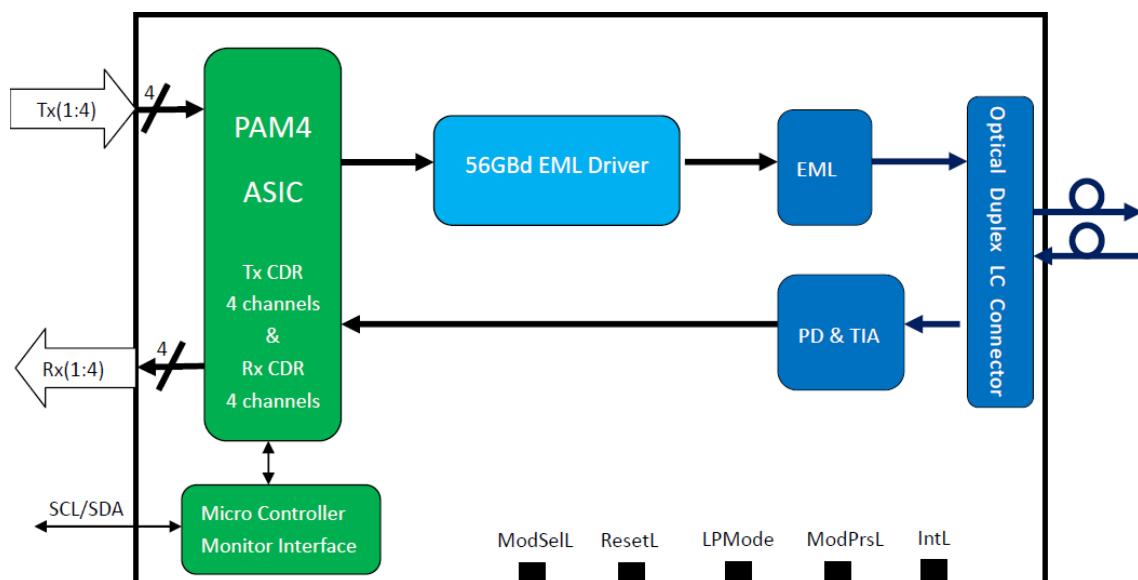 Tx(1:4)
4
PAM4
ASIC
Tx CDR
4 channels
&
Rx CDR
4 channels
56GBd EML Driver
EML
Optical Duplex LC Connector
PD & TIA
4
Rx(1:4)
SCL/SDA
Micro Controller
Monitor Interface
ModSelL
ResetL
LPMode
ModPrsL
IntL